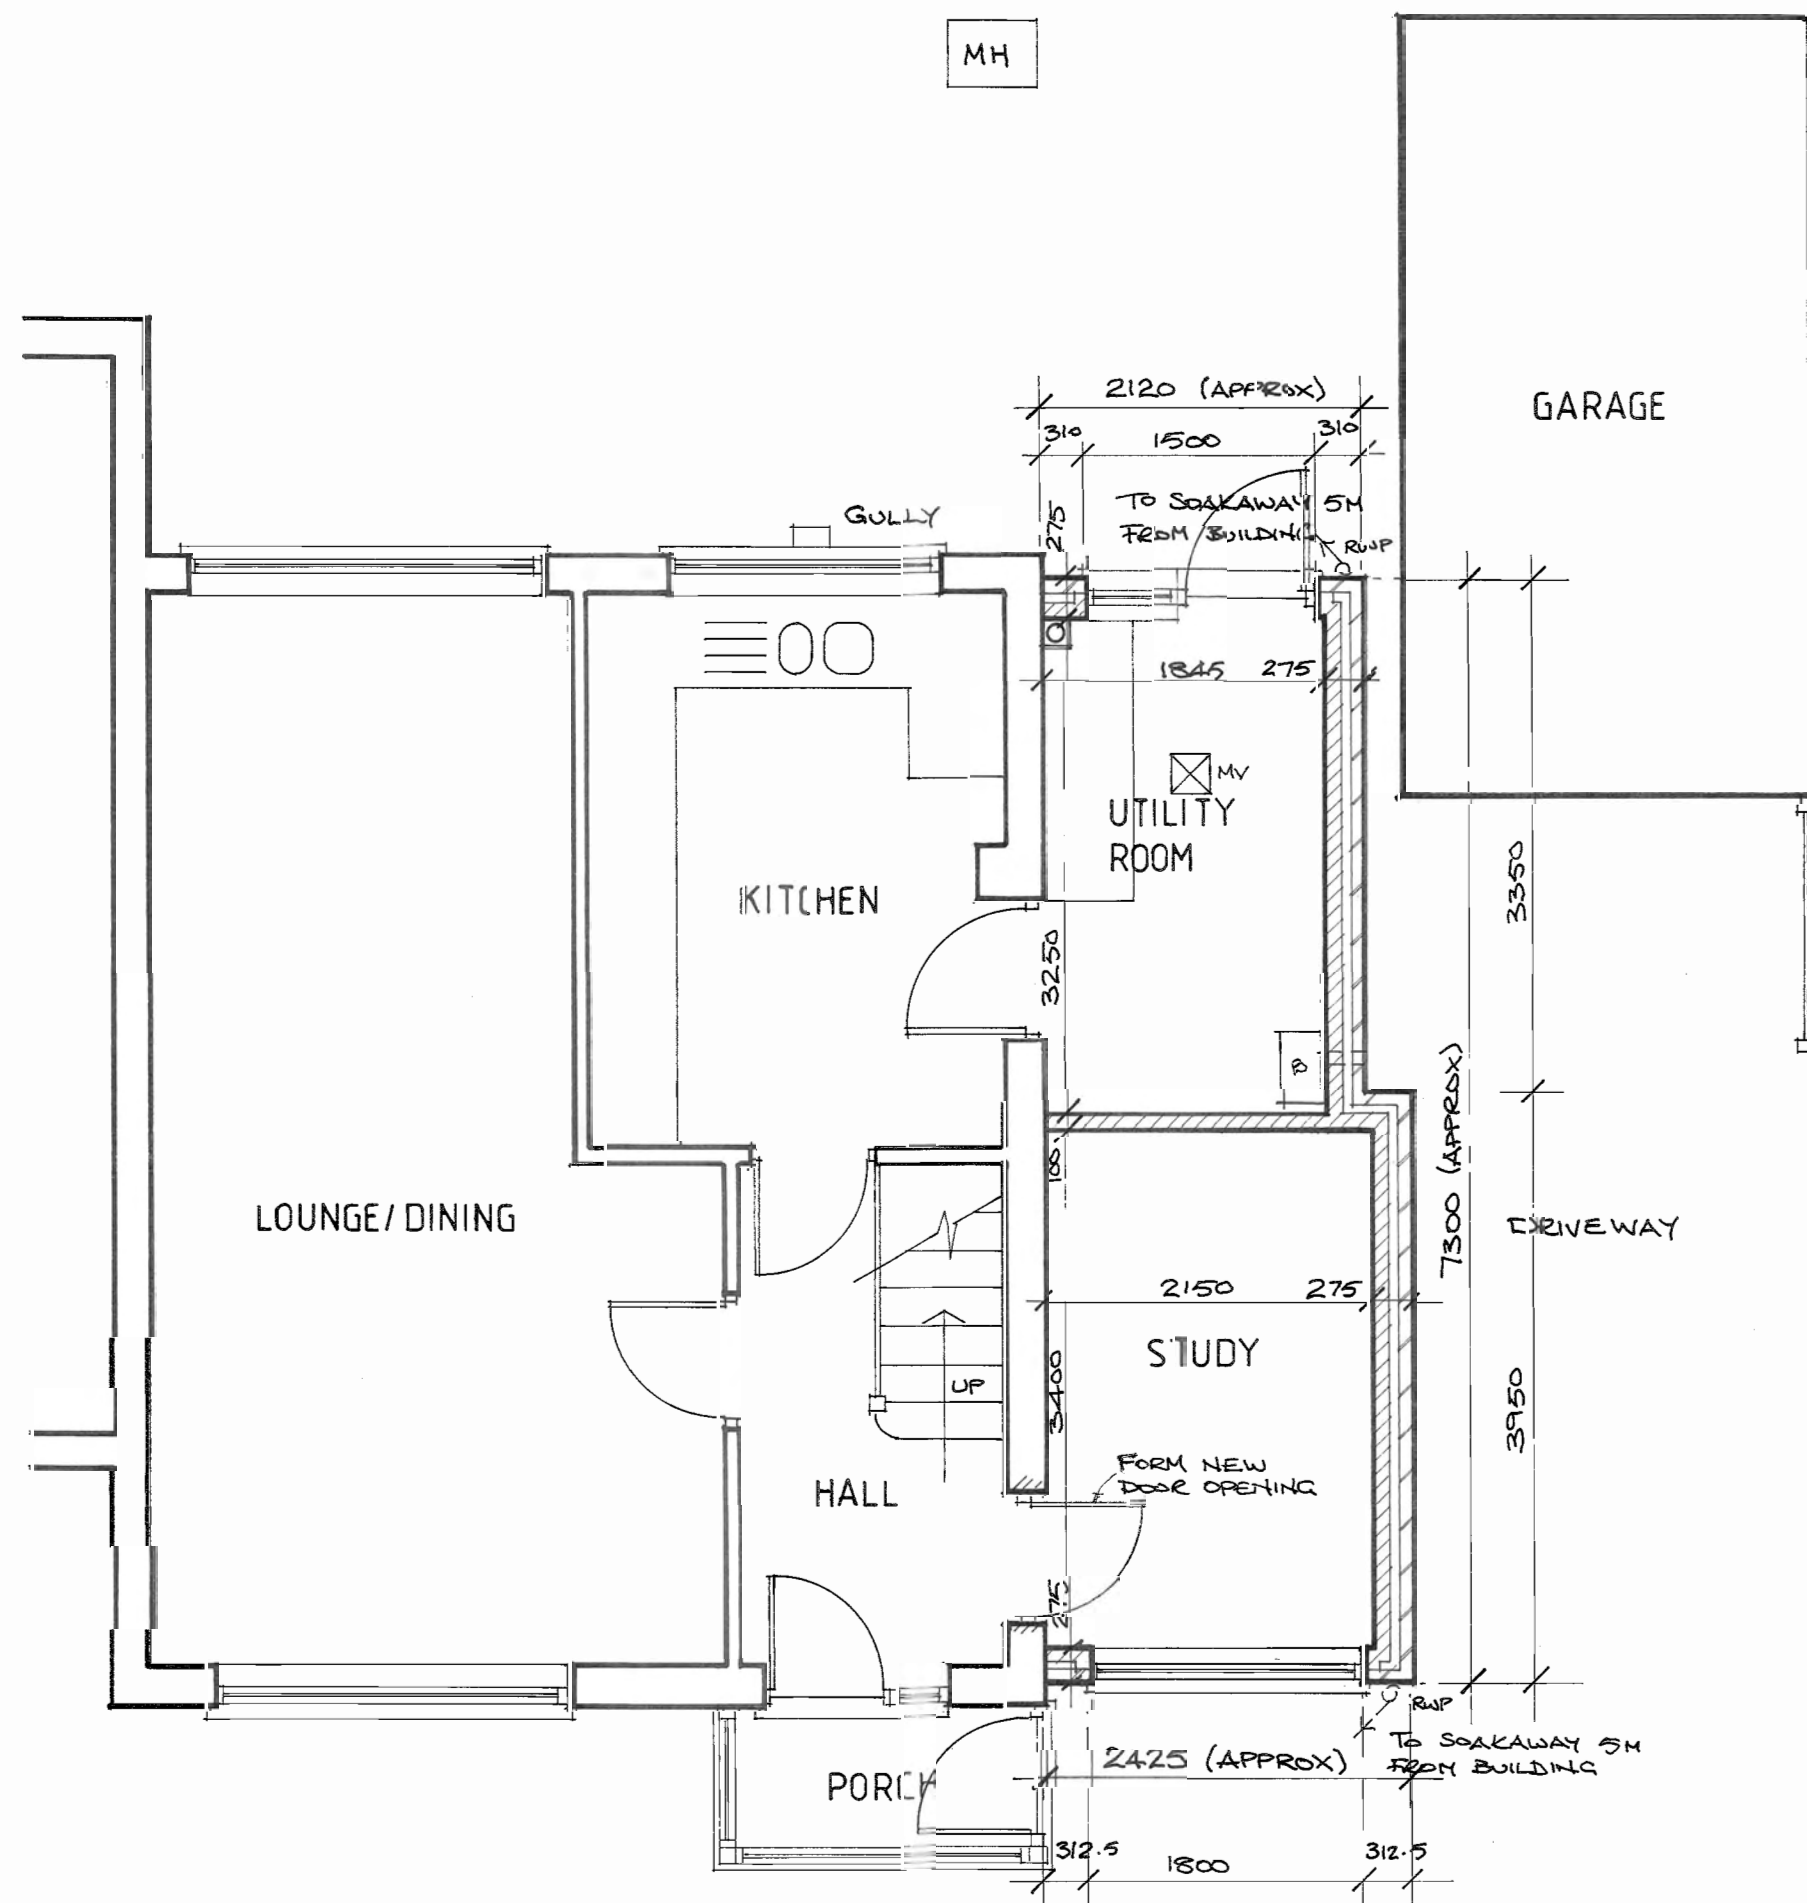 MH
GARAGE
2120 (APPROX)
310
1500
310
GULLY
275
TO SOAKAWAY 5M
FROM BUILDING
RWP
1845
275
MV
UTILITY
ROOM
KITCHEN
3350
3250
B
7300 (APPROX)
100
LOUNGE/DINING
DRIVEWAY
2150
275
STUDY
UP
3400
3950
FORM NEW
DOOR OPENING
HALL
275
RWP
TO SOAKAWAY 5M
FROM BUILDING
2425 (APPROX)
PORCH
312.5
1800
312.5